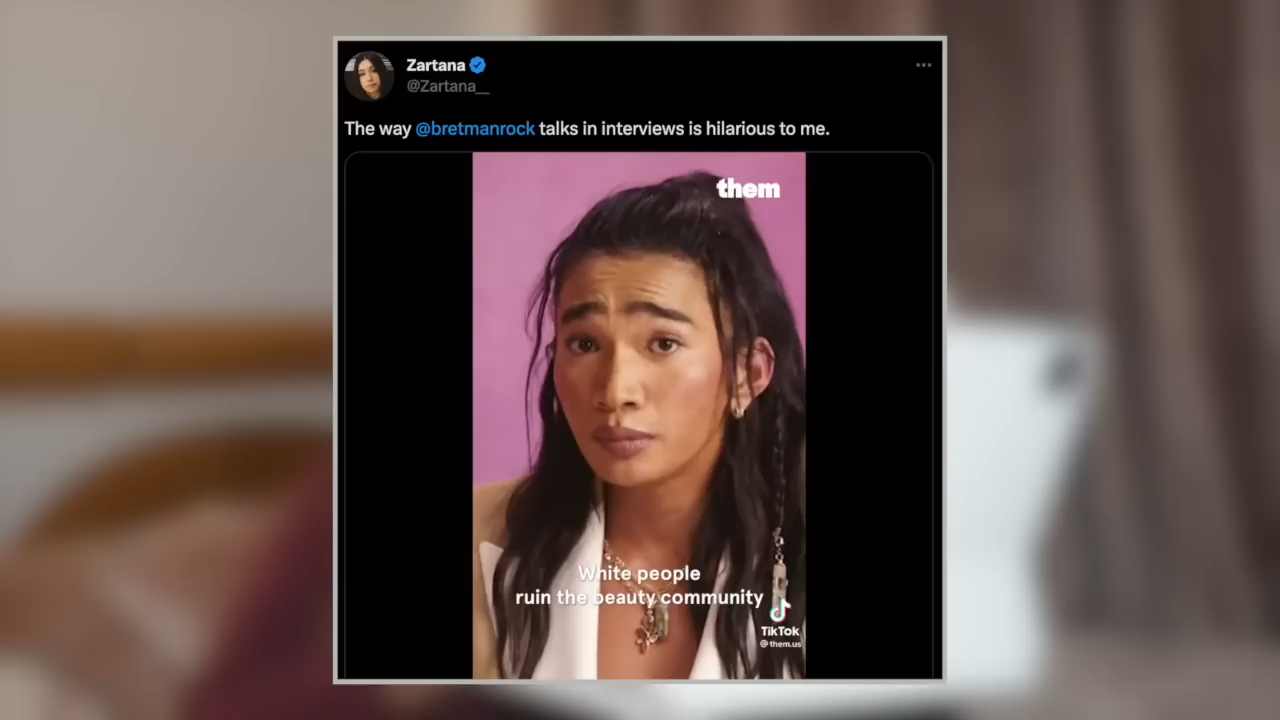 Zartana
@Zartana__
The way @bretmanrock talks in interviews is hilarious to me.
them
White people
ruin the beauty community
TikTok
@them.us